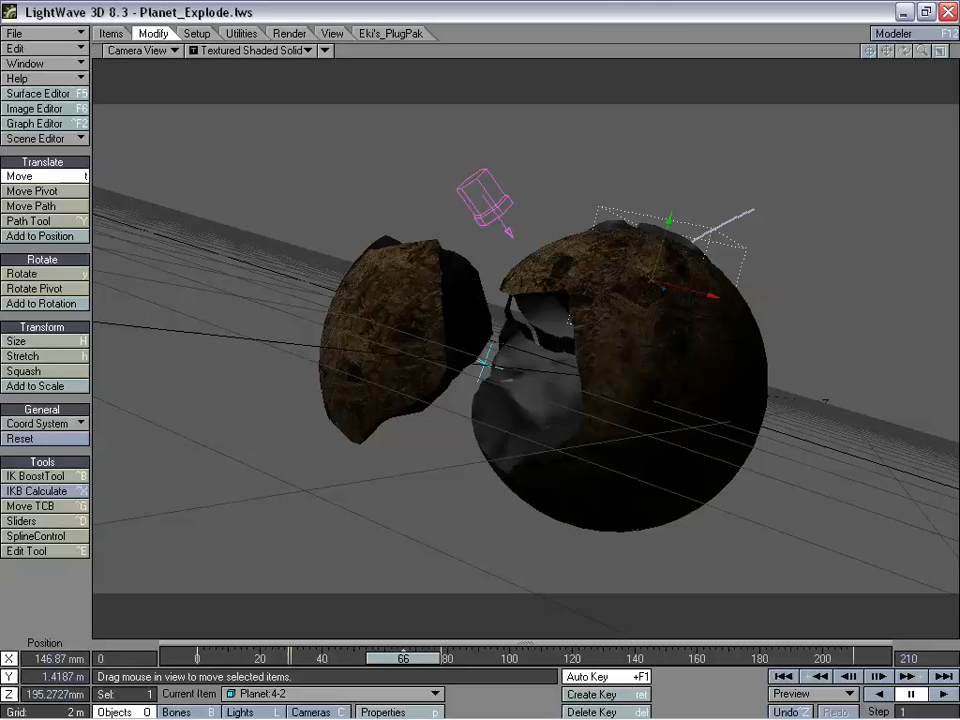 LightWave 3D 8.3 - Planet_Explode.lws
File Items Modify Setup Utilities Render View Eki's_PlugPak Modeler F12
Edit Camera View Textured Shaded Solid
Window
Help
Surface Editor F5
Image Editor F6
Graph Editor ^F2
Scene Editor
Translate
Move t
Move Pivot
Move Path
Path Tool ^Y
Add to Position
Rotate
Rotate y
Rotate Pivot
Add to Rotation
Transform
Size H
Stretch h
Squash
Add to Scale
General
Coord System
Reset
Tools
IK BoostTool ^B
IKB Calculate ^X
Move TCB ^G
Sliders ^D
SplineControl
Edit Tool ^E
Position
X 146.87 mm 0 0 20 40 66 80 100 120 140 160 180 200 210
Y 1.4187 m Drag mouse in view to move selected items. Auto Key +F1
Z 195.2727mm Sel: 1 Current Item Planet:4-2 Create Key ret Preview
Grid: 2 m Objects O Bones B Lights L Cameras C Properties p Delete Key del Undo ^Z Redo Step 1